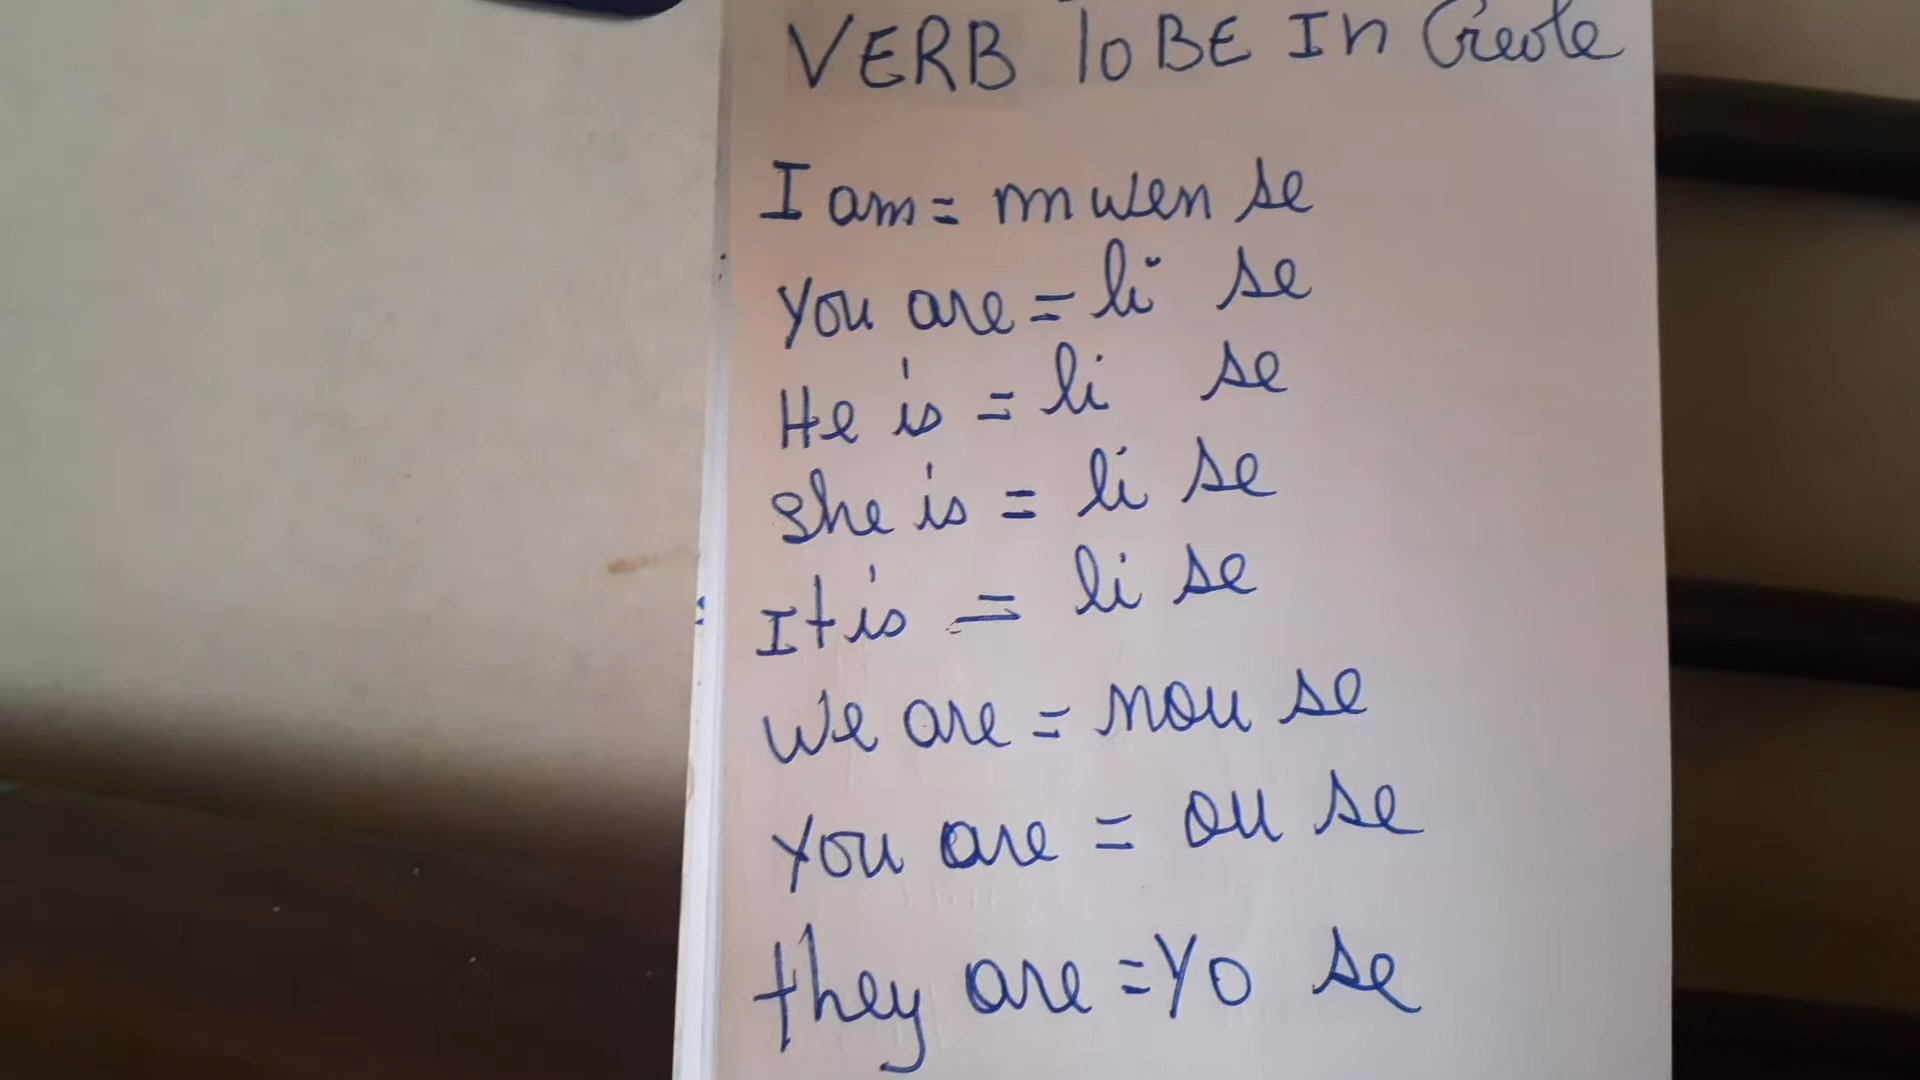 VERB To BE In Creole
I am = mwen se
You are = li se
He is = li se
She is = li se
It is = li se
We are = nou se
You are = ou se
they are = Yo se